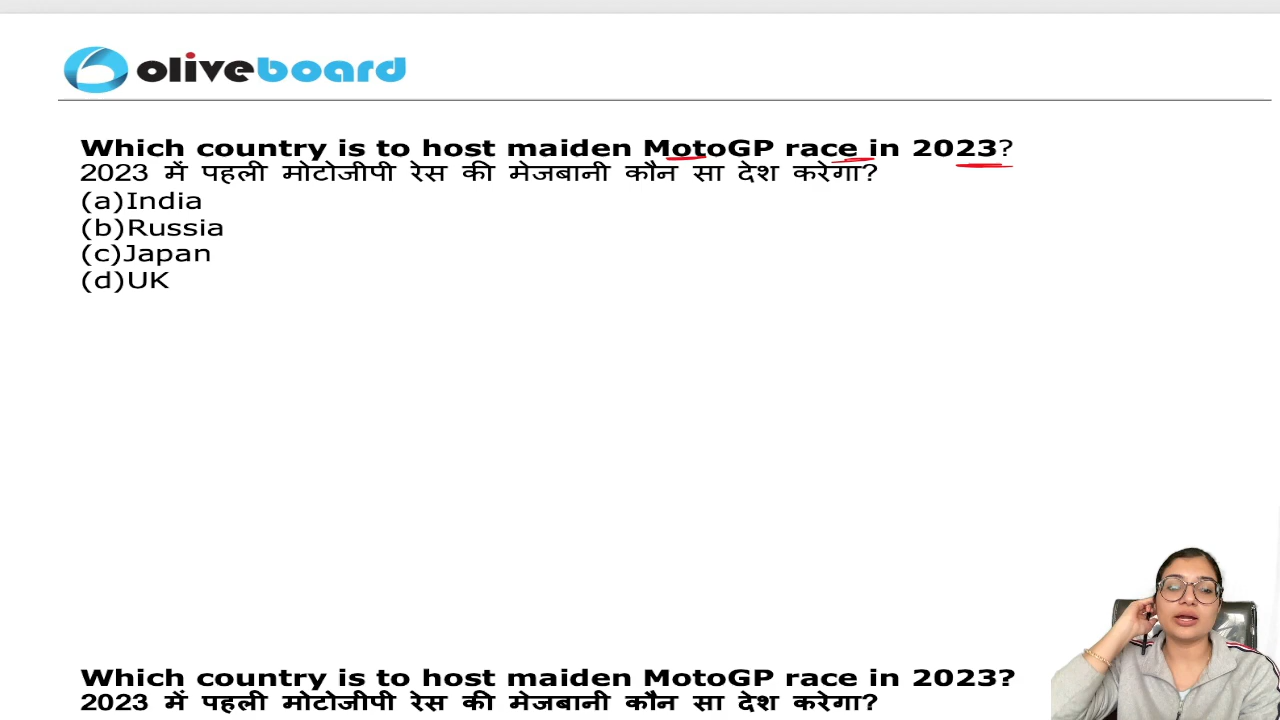 oliveboard
Which country is to host maiden MotoGP race in 2023?
2023 में पहली मोटोजीपी रेस की मेजबानी कौन सा देश करेगा?
(a)India
(b)Russia
(c)Japan
(d)UK
Which country is to host maiden MotoGP race in 2023?
2023 में पहली मोटोजीपी रेस की मेजबानी कौन सा देश करेगा?